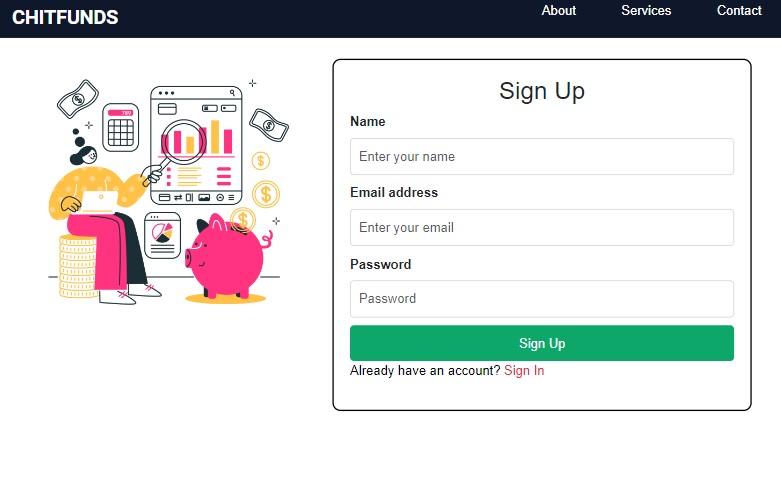 CHITFUNDS
About Services Contact
Sign Up
Name
Enter your name
Email address
Enter your email
Password
Password
Sign Up
Already have an account? Sign In